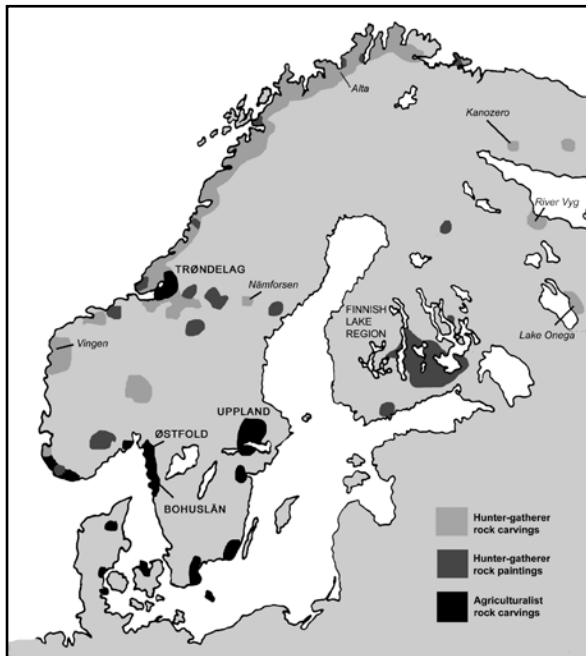 Alta
Kanozero
River Vyg
TRØNDELAG
Nämforsen
FINNISH
LAKE
REGION
Lake Onega
Vingen
UPPLAND
ØSTFOLD
BOHUSLÄN
Hunter-gatherer
rock carvings
Hunter-gatherer
rock paintings
Agriculturalist
rock carvings